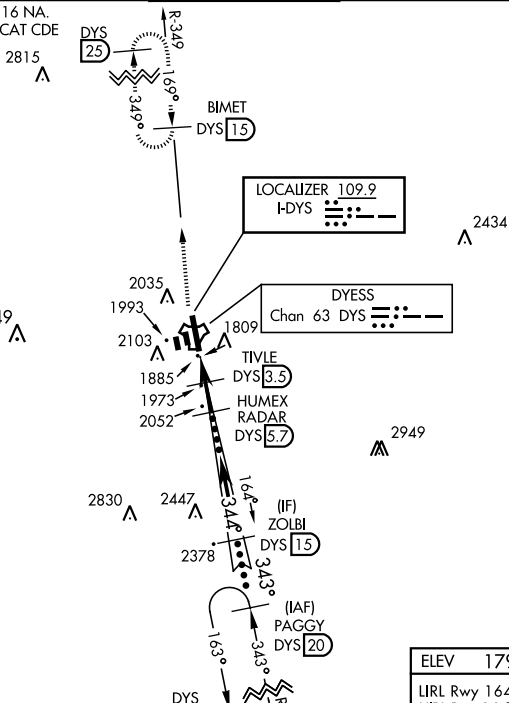 16 NA.
CAT CDE
2815
DYS
25
R-349
349°
169°
BIMET
DYS 15
LOCALIZER 109.9
I-DYS
2434
2035
1993
2103
DYESS
Chan 63 DYS
1809
TIVLE
DYS 3.5
1885
1973
2052
HUMEX
RADAR
DYS 5.7
2949
2830
2447
164°
344°
(IF)
ZOLBI
DYS 15
2378
343°
(IAF)
PAGGY
DYS 20
163°
343°
DYS
ELEV 179
LIRL Rwy 164